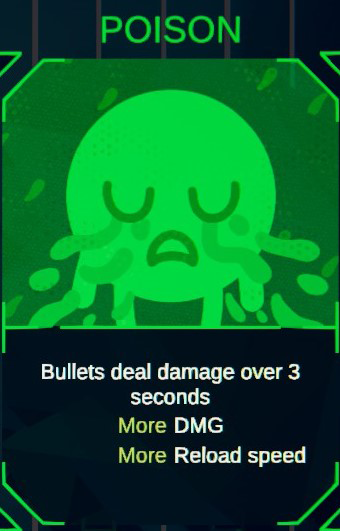 POISON
Bullets deal damage over 3
seconds
More DMG
More Reload speed